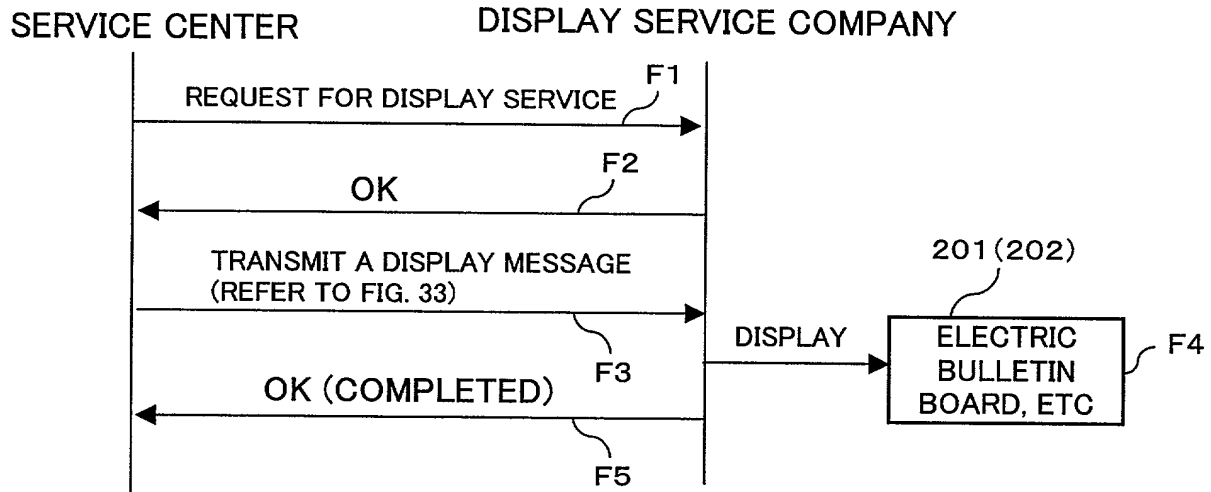 SERVICE CENTER
DISPLAY SERVICE COMPANY
F1
REQUEST FOR DISPLAY SERVICE
F2
OK
TRANSMIT A DISPLAY MESSAGE
(REFER TO FIG. 33)
F3
201(202)
DISPLAY
ELECTRIC
BULLETIN
BOARD, ETC
F4
OK (COMPLETED)
F5